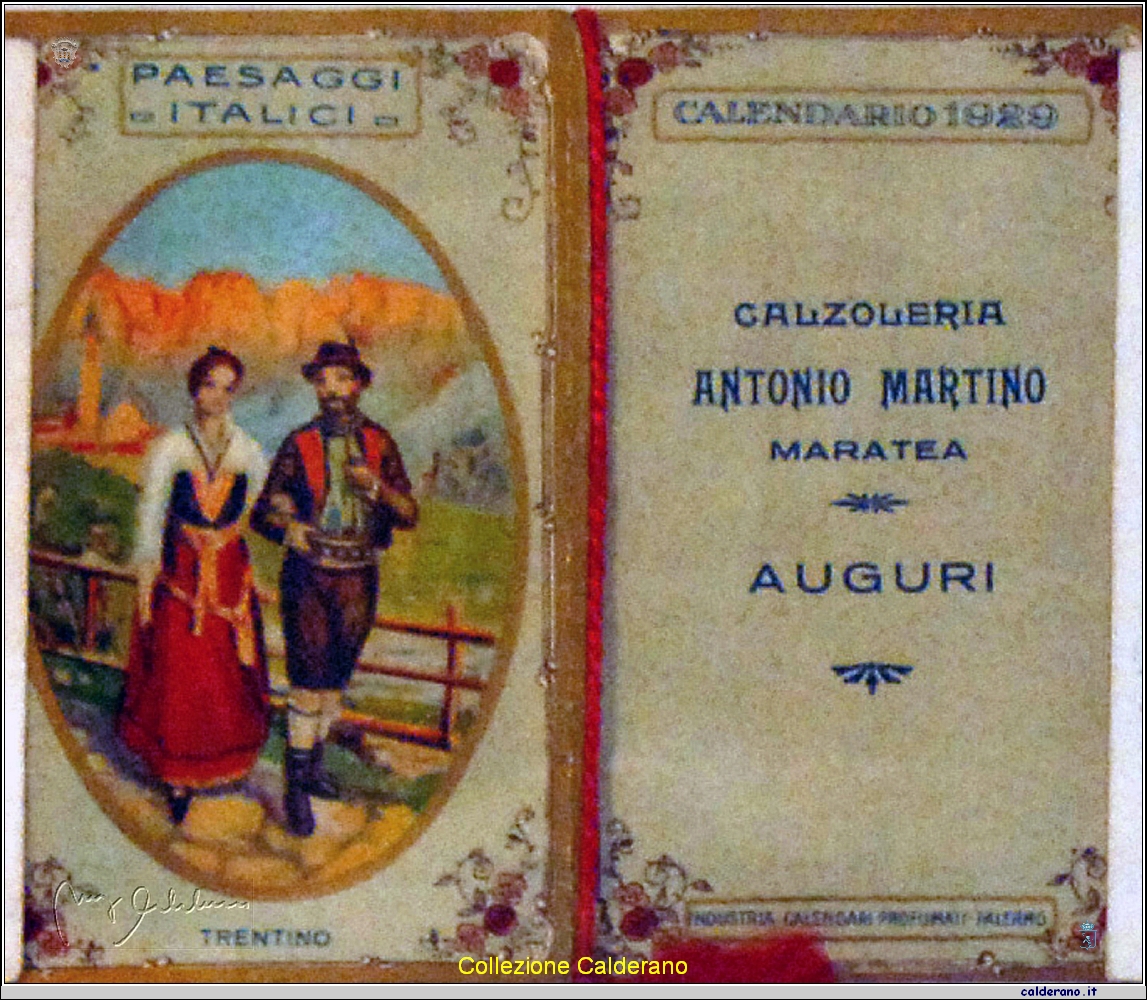 PAESAGGI
ITALICI
TRENTINO
CALENDARIO 1929
CALZOLERIA
ANTONIO MARTINO
MARATEA
AUGURI
INDUSTRIA CALENDARI PROFUMATI PALERMO
Collezione Calderano
calderano.it